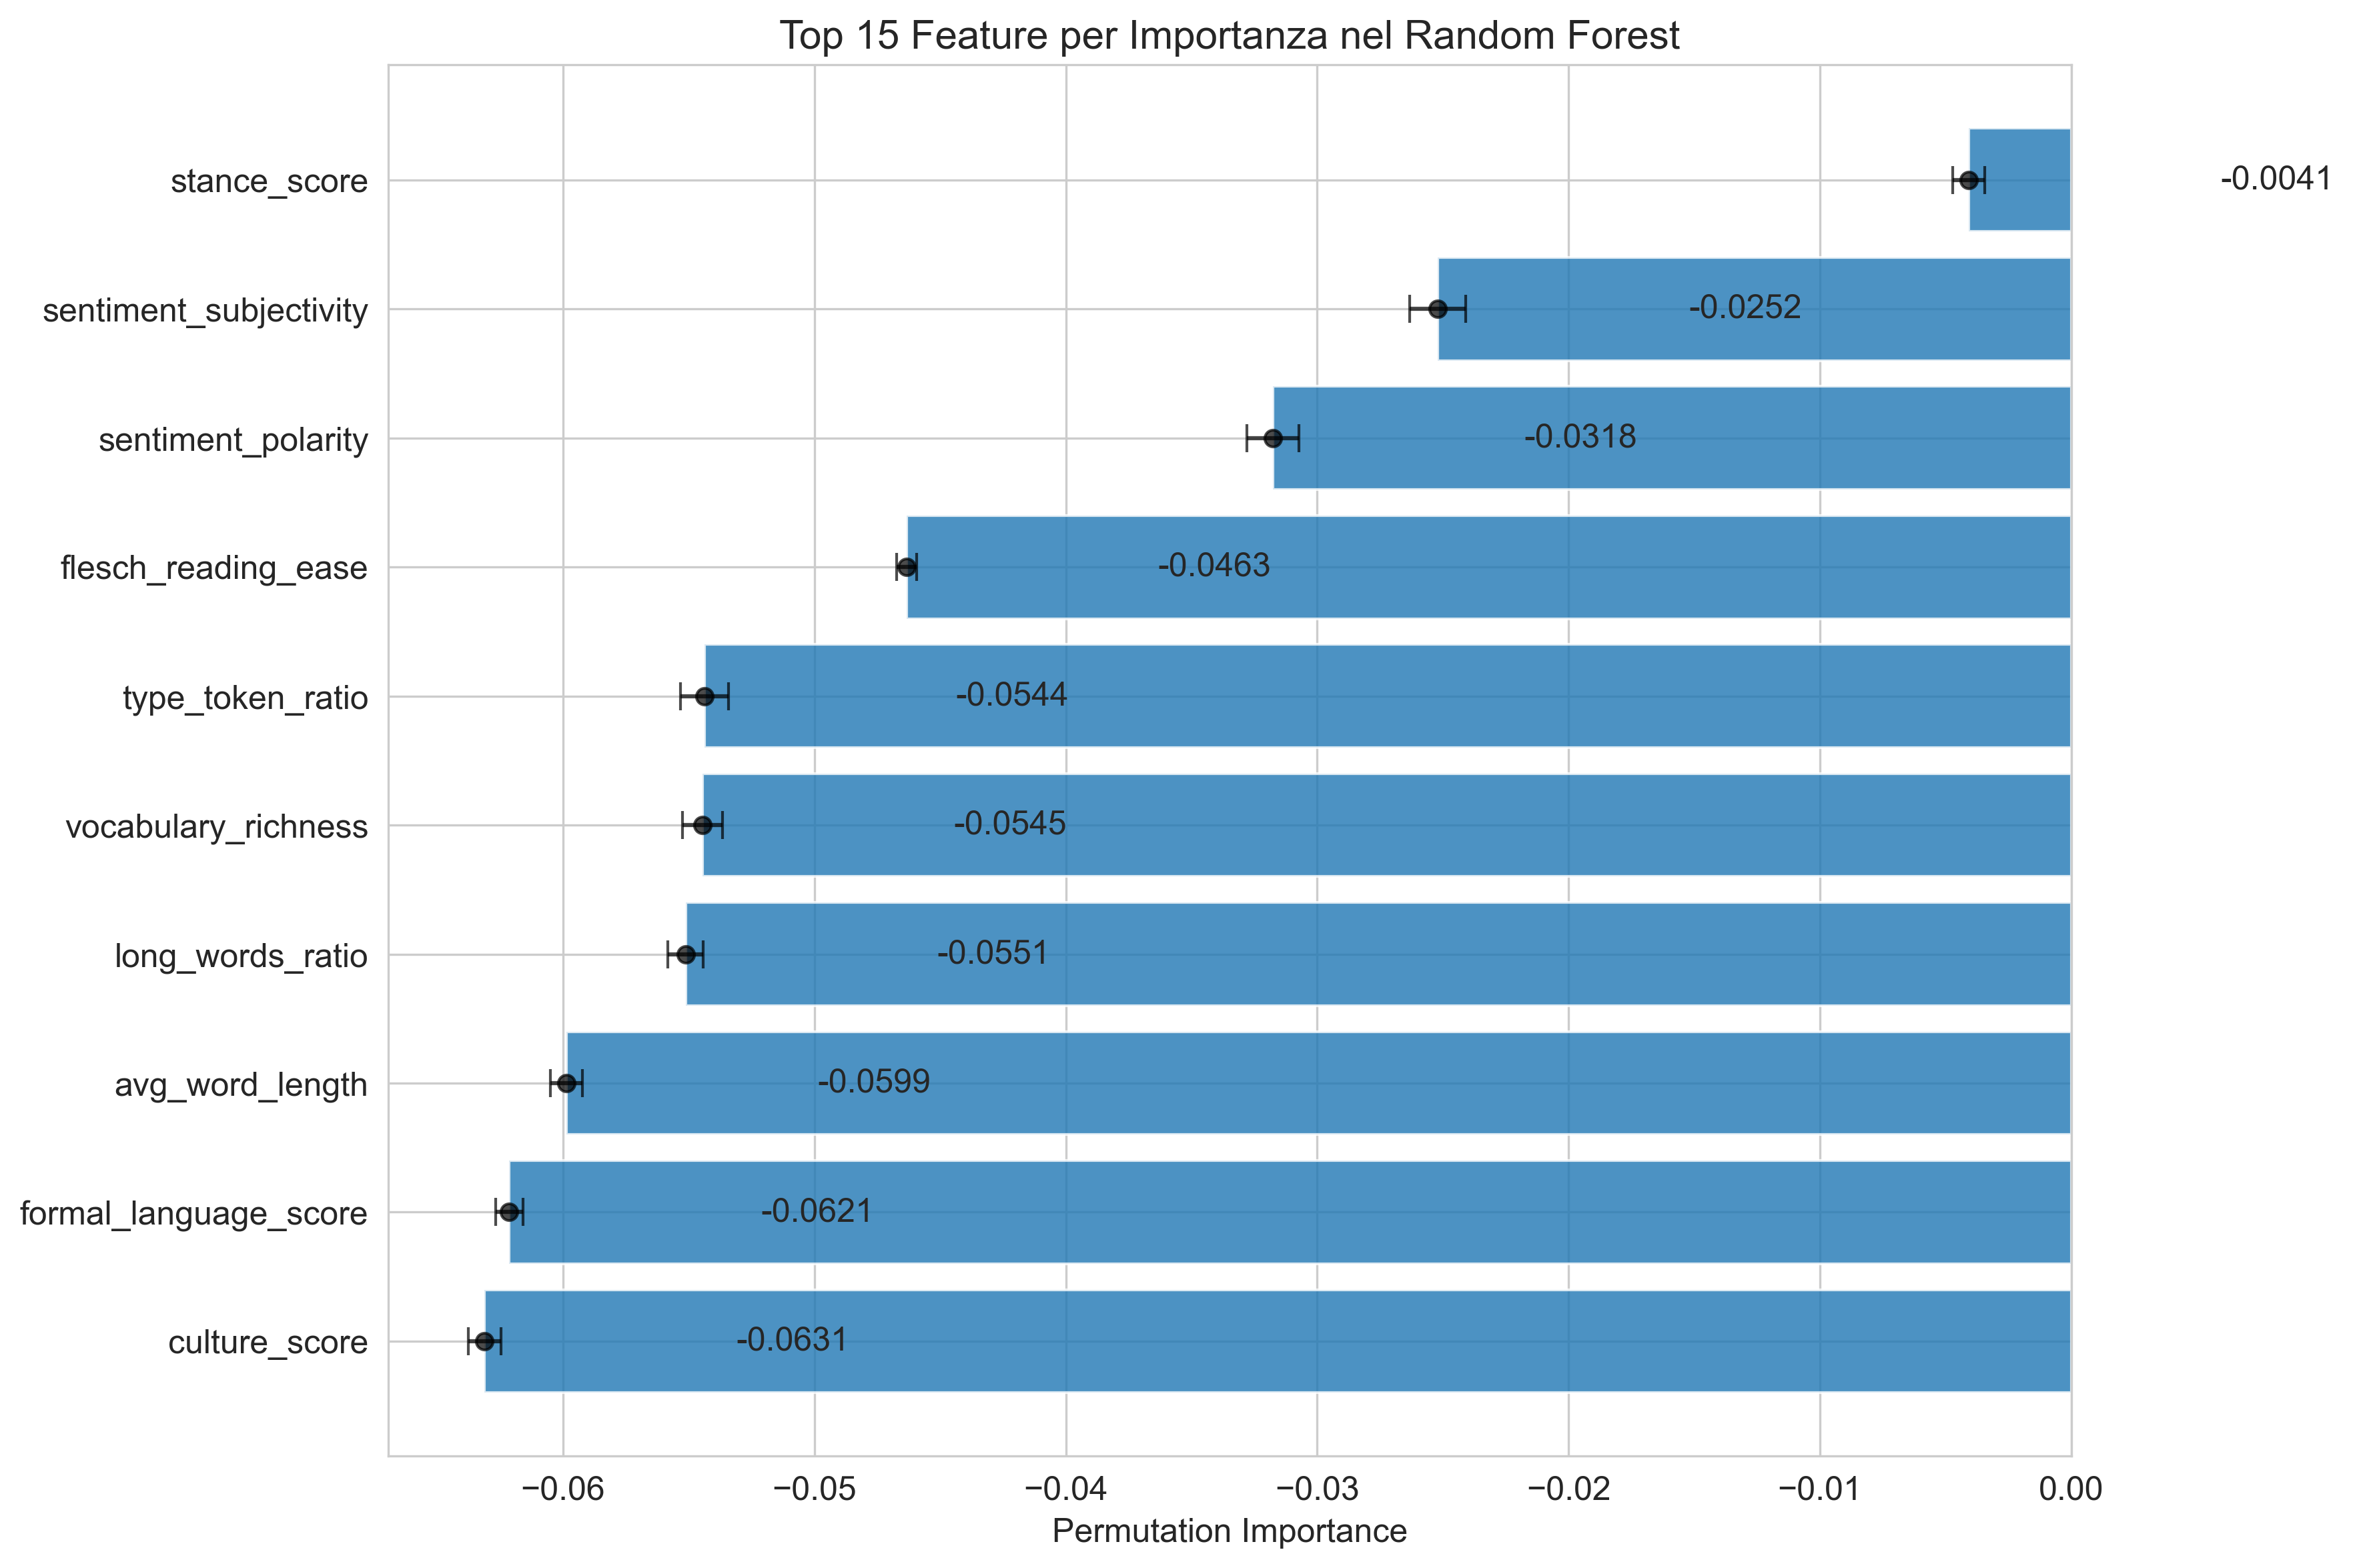 Top 15 Feature per Importanza nel Random Forest
stance_score
-0.0041
sentiment_subjectivity
-0.0252
sentiment_polarity
-0.0318
flesch_reading_ease
-0.0463
type_token_ratio
-0.0544
vocabulary_richness
-0.0545
long_words_ratio
-0.0551
avg_word_length
-0.0599
formal_language_score
-0.0621
culture_score
-0.0631
−0.06 −0.05 −0.04 −0.03 −0.02 −0.01 0.00
Permutation Importance